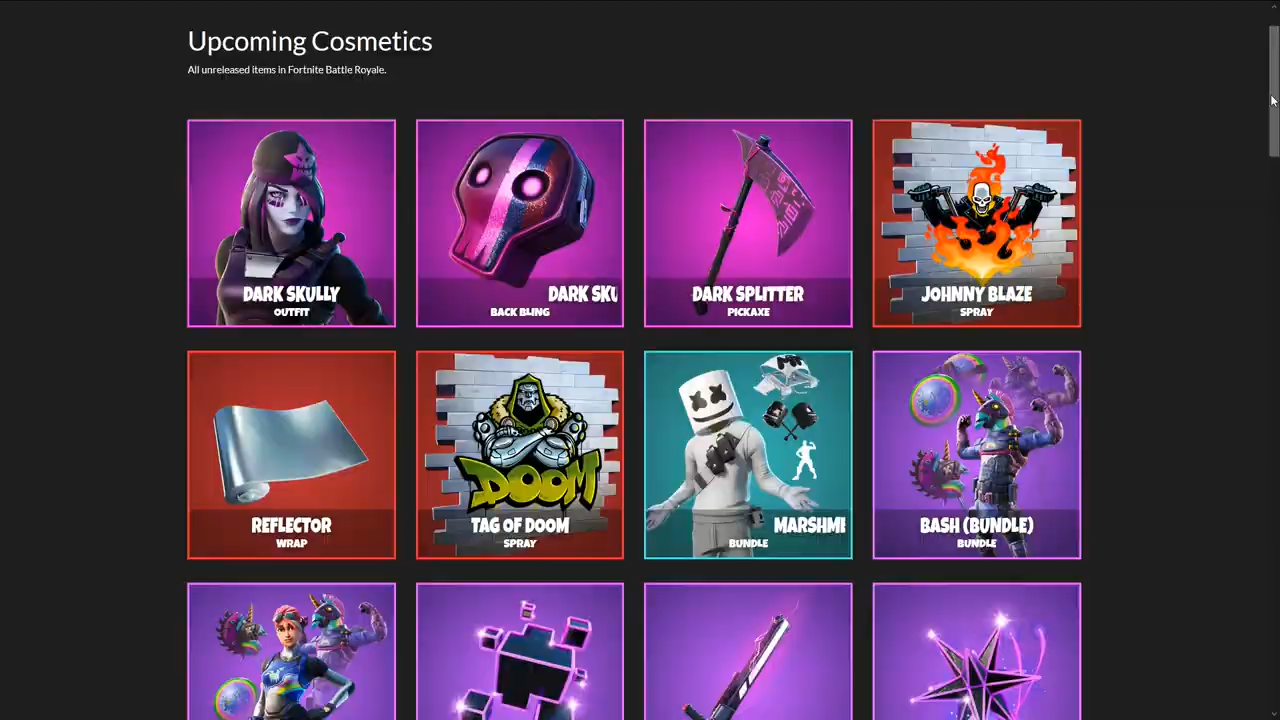 Upcoming Cosmetics
All unreleased items in Fortnite Battle Royale.
DARK SKULLY
OUTFIT
DARK SKU
BACK BLING
DARK SPLITTER
PICKAXE
JOHNNY BLAZE
SPRAY
REFLECTOR
WRAP
DOOM
TAG OF DOOM
SPRAY
MARSHME
BUNDLE
BASH (BUNDLE)
BUNDLE